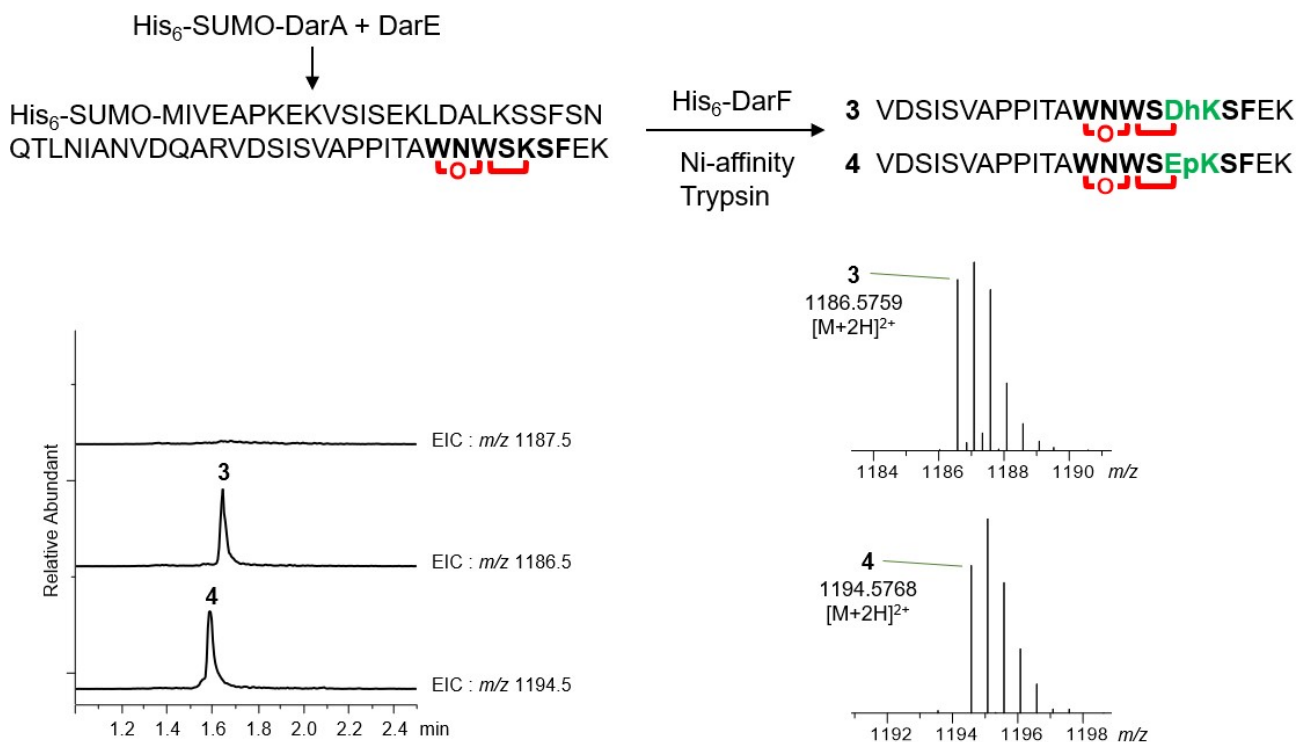 His6-SUMO-DarA + DarE
His6-SUMO-MIVEAPKEKVSISEKLDALKSSFSN
QTLNIANVDQARVDSISVAPPITAWNWSKSFEK
O
His6-DarF
Ni-affinity
Trypsin
3 VDSISVAPPITAWNWSDhKSFEK
O
4 VDSISVAPPITAWNWSEpKSFEK
O
Relative Abundant
EIC : m/z 1187.5
3
EIC : m/z 1186.5
4
EIC : m/z 1194.5
1.2 1.4 1.6 1.8 2.0 2.2 2.4 min
3
1186.5759
[M+2H]2+
1184 1186 1188 1190 m/z
4
1194.5768
[M+2H]2+
1192 1194 1196 1198 m/z